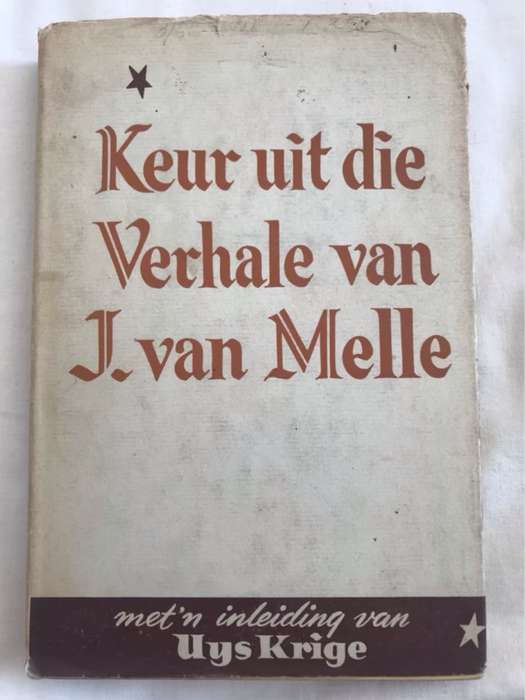 Keur uit die
Verhale van
J. van Melle
met 'n inleiding van
Uys Krige